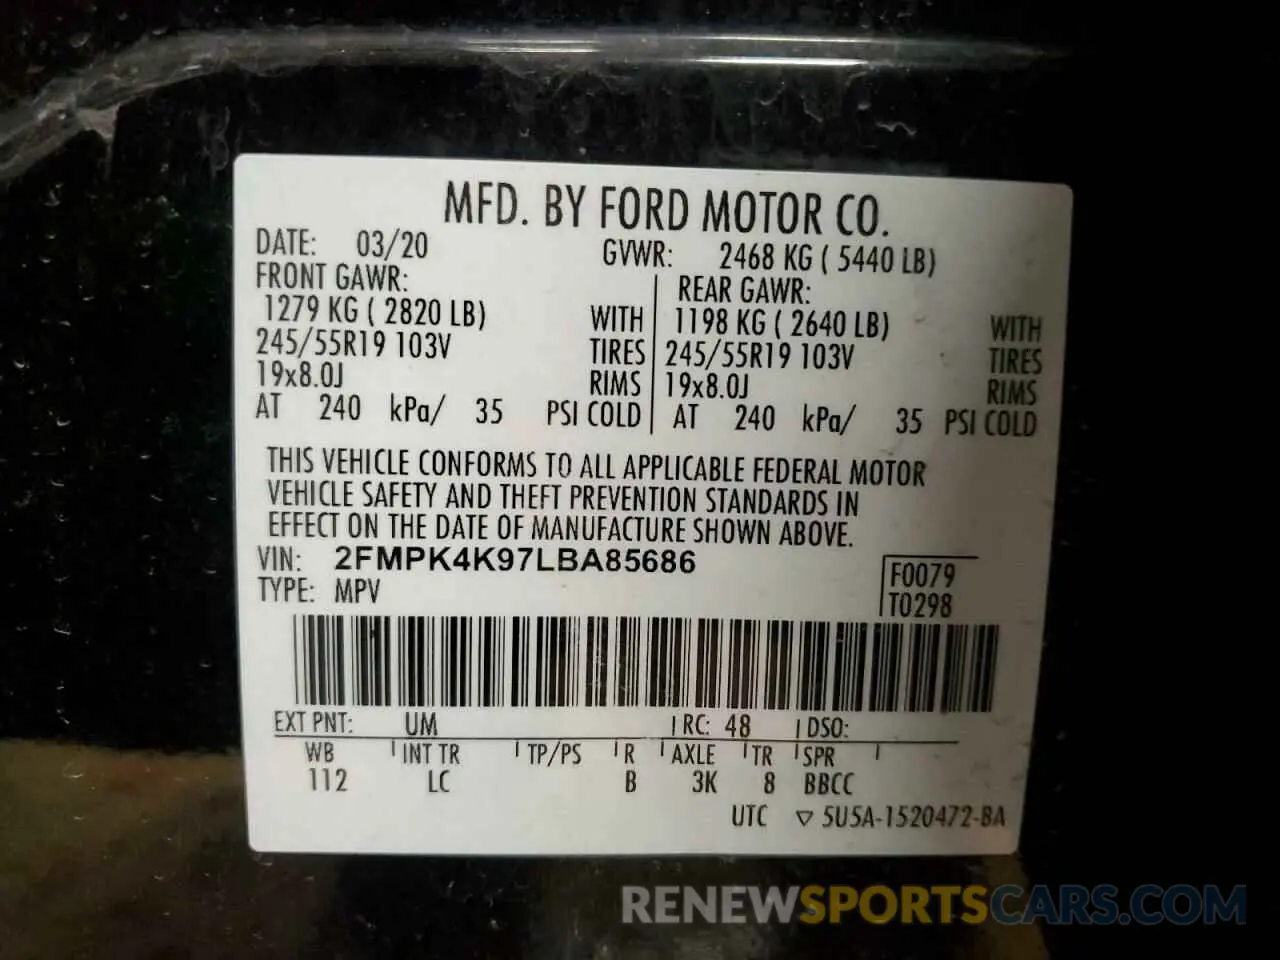 MFD. BY FORD MOTOR CO.
DATE: 03/20 GVWR: 2468 KG ( 5440 LB)
FRONT GAWR: REAR GAWR:
1279 KG ( 2820 LB) WITH 1198 KG ( 2640 LB) WITH
245/55R19 103V TIRES 245/55R19 103V TIRES
19x8.0J RIMS 19x8.0J RIMS
AT 240 kPa/ 35 PSI COLD AT 240 kPa/ 35 PSI COLD
THIS VEHICLE CONFORMS TO ALL APPLICABLE FEDERAL MOTOR
VEHICLE SAFETY AND THEFT PREVENTION STANDARDS IN
EFFECT ON THE DATE OF MANUFACTURE SHOWN ABOVE.
VIN: 2FMPK4K97LBA85686
TYPE: MPV
F0079
T0298
EXT PNT: UM RC: 48 DSO:
WB INT TR TP/PS R AXLE TR SPR
112 LC B 3K 8 BBCC
UTC ▽ 5U5A-1520472-BA
RENEWSPORTSCARS.COM